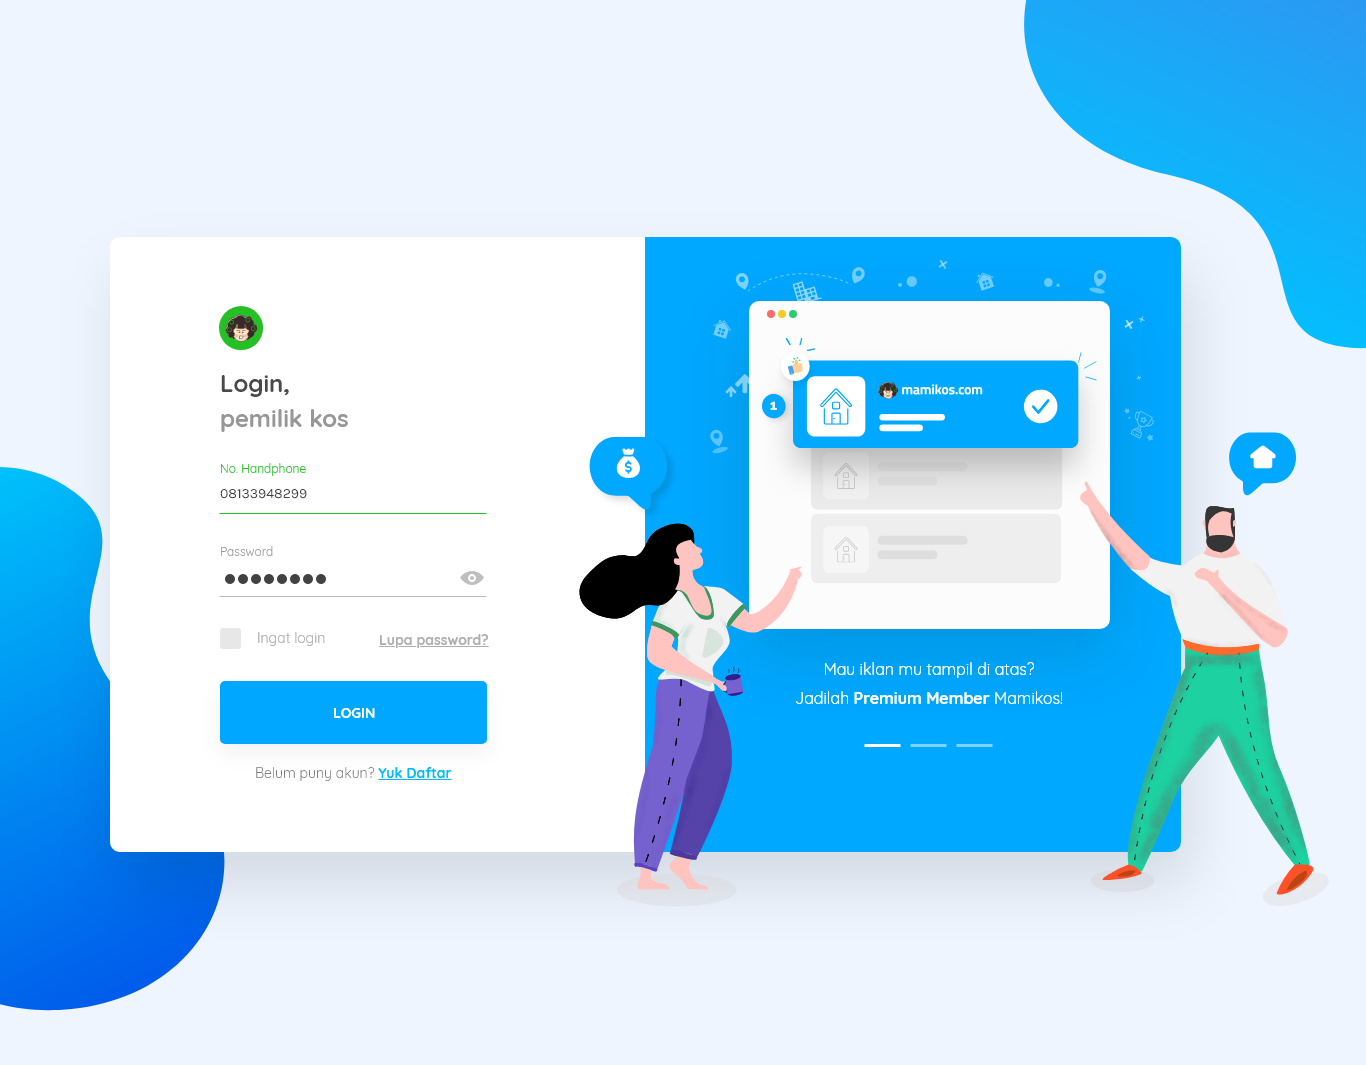 Login,
pemilik kos
No. Handphone
08133948299
Password
Ingat login
Lupa password?
LOGIN
Belum puny akun? Yuk Daftar
1
mamikos.com
$
Mau iklan mu tampil di atas?
Jadilah Premium Member Mamikos!